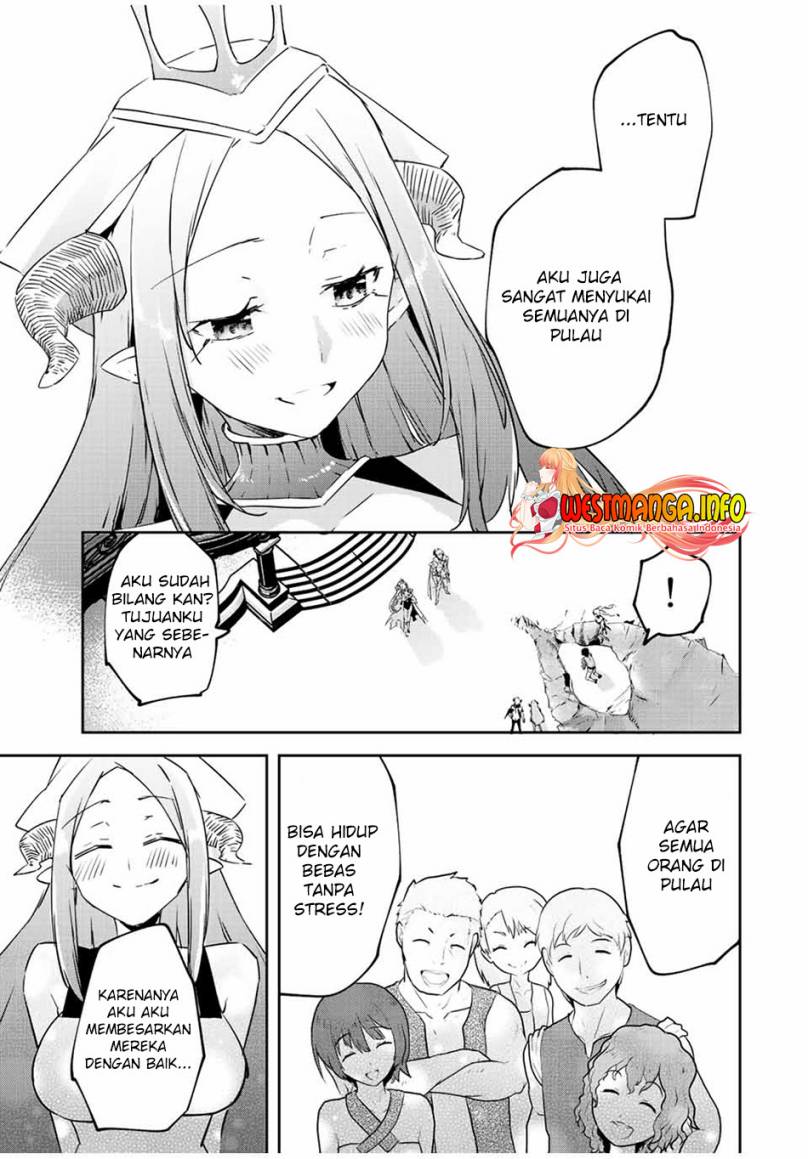 ...TENTU
AKU JUGA
SANGAT MENYUKAI
SEMUANYA DI
PULAU
WESTMANGA.INFO
Situs Baca Komik Berbahasa Indonesia
!
AKU SUDAH
BILANG KAN?
TUJUANKU
YANG SEBE-
NARNYA
AGAR
SEMUA
ORANG DI
PULAU
BISA HIDUP
DENGAN
BEBAS
TANPA
STRESS!
KARENANYA
AKU AKU
MEMBESARKAN
MEREKA
DENGAN BAIK...